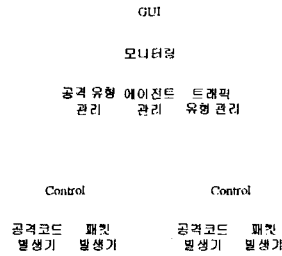 GUI
모니터링
공격 유형 에이전트 트래픽
관리 관리 유형 관리
Control Control
공격코드 패킷 공격코드 패킷
발생기 발생기 발생기 발생기